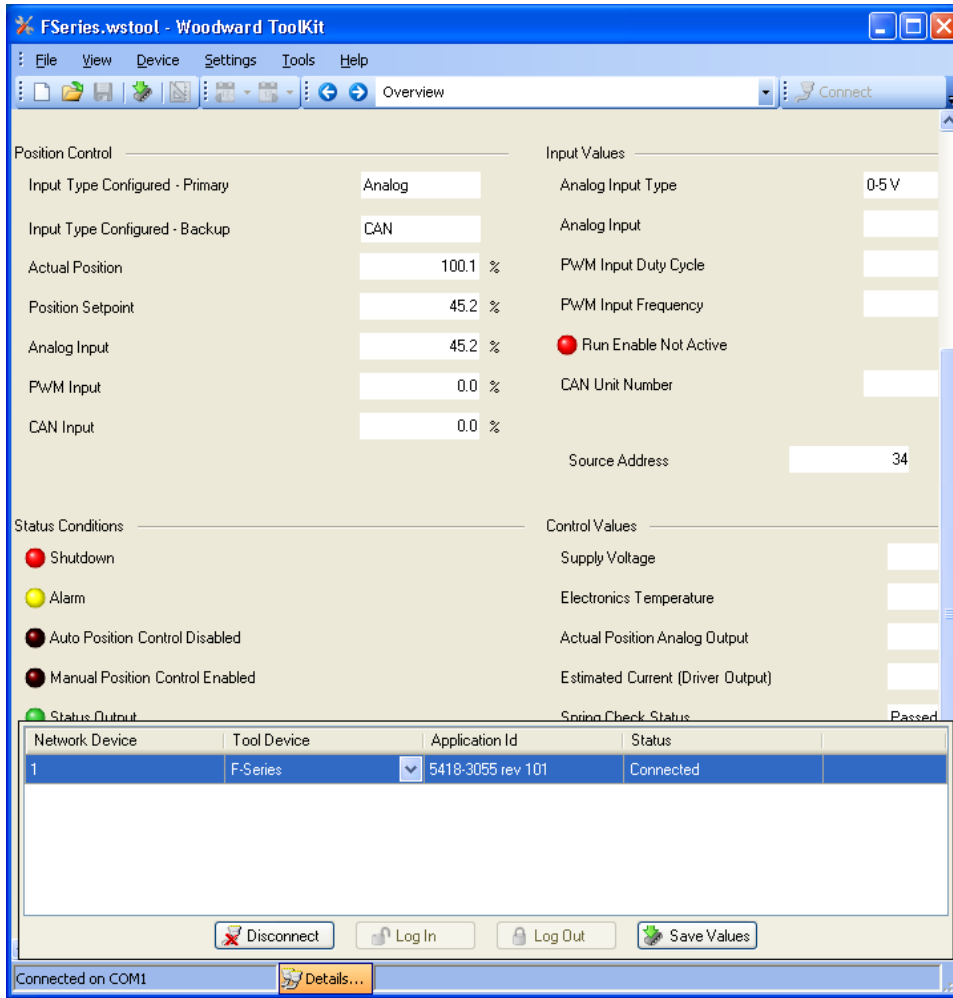 FSeries.wstool - Woodward ToolKit
File View Device Settings Tools Help
Overview Connect
Position Control
Input Type Configured - Primary Analog
Input Type Configured - Backup CAN
Actual Position 100.1 %
Position Setpoint 45.2 %
Analog Input 45.2 %
PWM Input 0.0 %
CAN Input 0.0 %
Input Values
Analog Input Type 0-5 V
Analog Input
PWM Input Duty Cycle
PWM Input Frequency
Run Enable Not Active
CAN Unit Number
Source Address 34
Status Conditions
Shutdown
Alarm
Auto Position Control Disabled
Manual Position Control Enabled
Status Output
Control Values
Supply Voltage
Electronics Temperature
Actual Position Analog Output
Estimated Current (Driver Output)
Spring Check Status Passed
Network Device Tool Device Application Id Status
1 F-Series 5418-3055 rev 101 Connected
Disconnect Log In Log Out Save Values
Connected on COM1 Details...